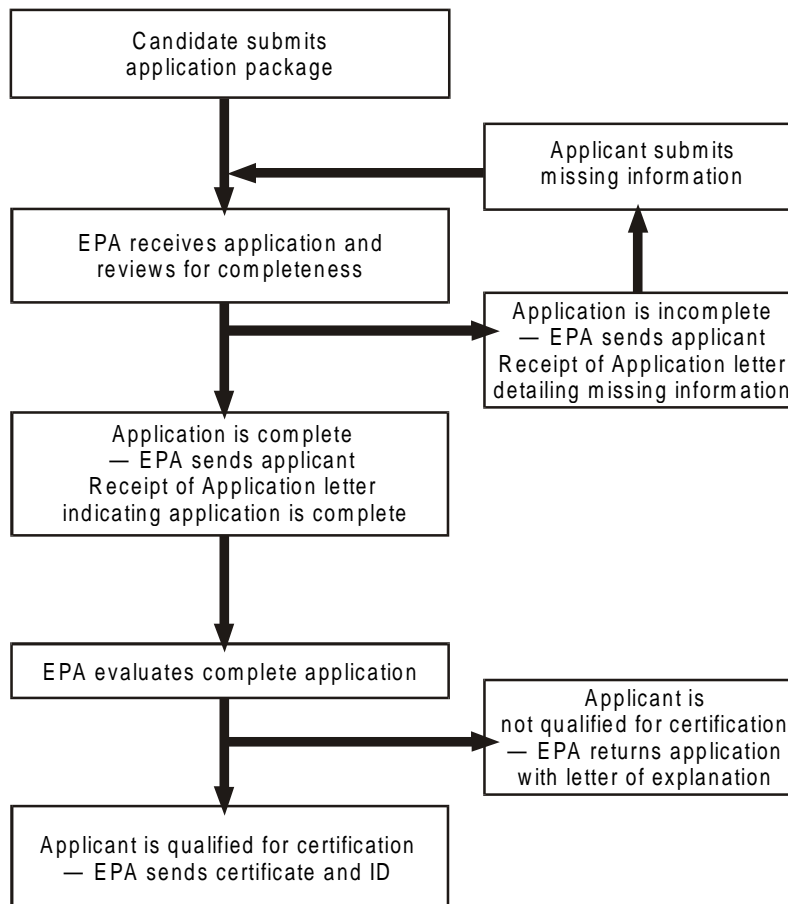 Candidate submits
application package
Applicant submits
missing information
EPA receives application and
reviews for completeness
Application is incomplete
— EPA sends applicant
Receipt of Application letter
detailing missing information
Application is complete
— EPA sends applicant
Receipt of Application letter
indicating application is complete
EPA evaluates complete application
Applicant is
not qualified for certification
— EPA returns application
with letter of explanation
Applicant is qualified for certification
— EPA sends certificate and ID